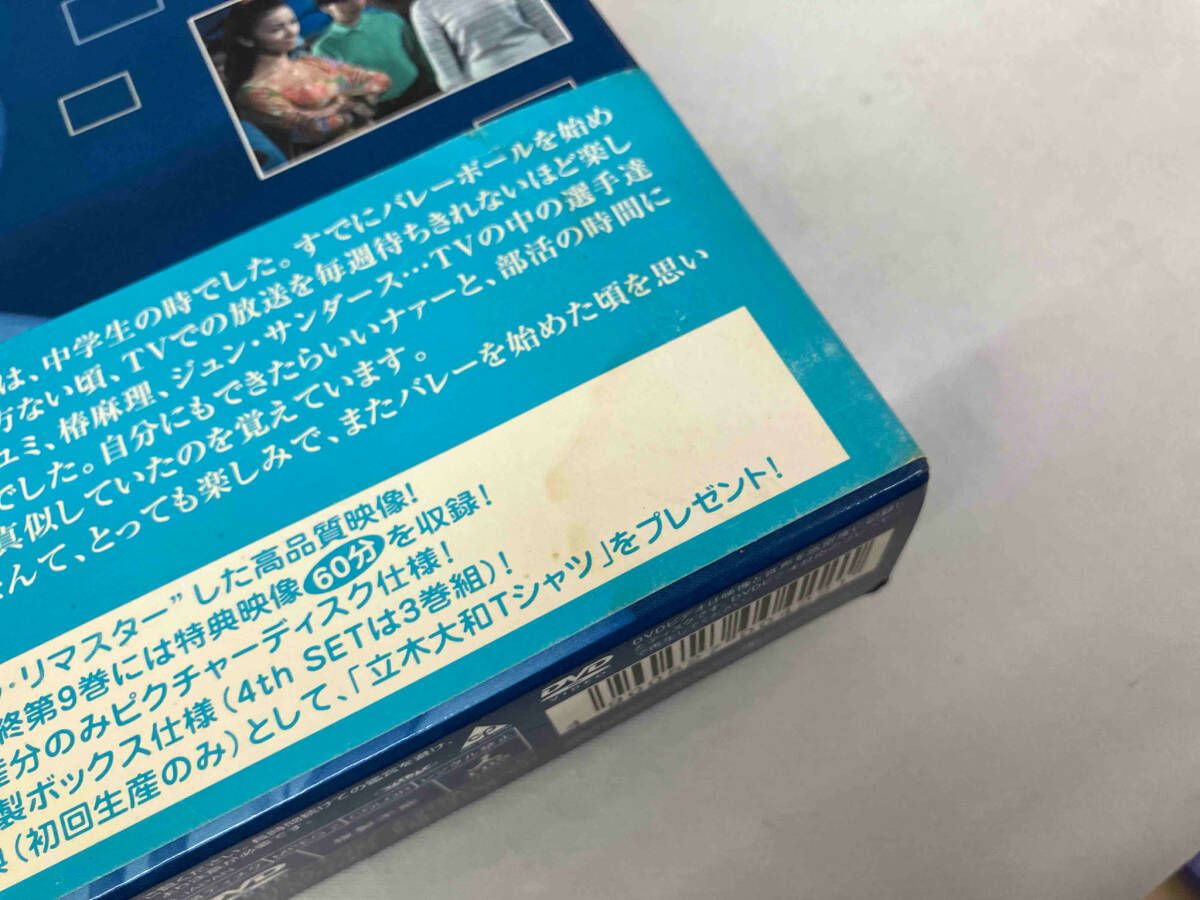 は、中学生の時でした。すでにバレーボールを始め
方ない頃、TVでの放送を毎週待ちきれないほど楽し
ユミ、椿麻理、ジュン・サンダース…TVの中の選手達
でした。自分にもできたらいいナァーと、部活の時間に
真似していたのを覚えています。
なんて、とっても楽しみで、またバレーを始めた頃を思い
・リマスター”した高品質映像!
終第9巻には特典映像60分を収録!
産分のみピクチャーディスク仕様!
製ボックス仕様(4th SETは3巻組)!
典(初回生産のみ)として、「立木大和Tシャツ」をプレゼント!
DVD
VIDEO
DVD